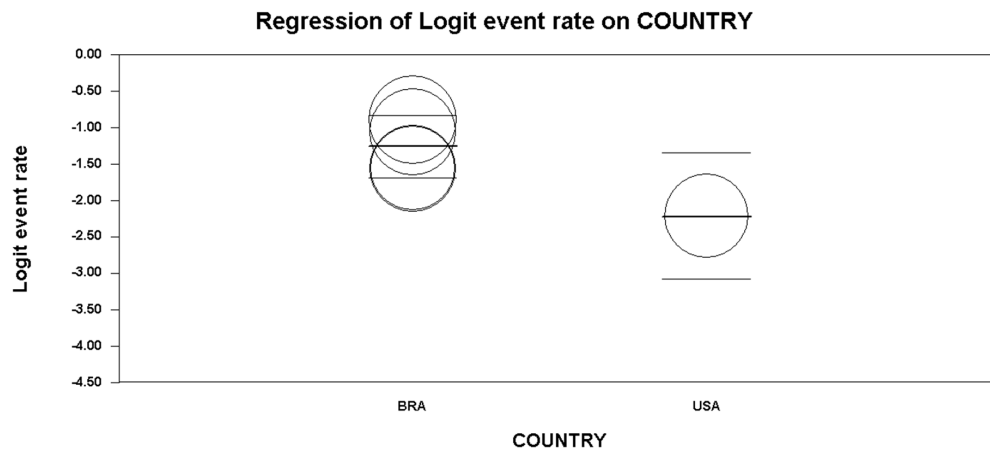 Regression of Logit event rate on COUNTRY
0.00
-0.50
-1.00
-1.50
-2.00
-2.50
-3.00
-3.50
-4.00
-4.50
Logit event rate
BRA USA
COUNTRY